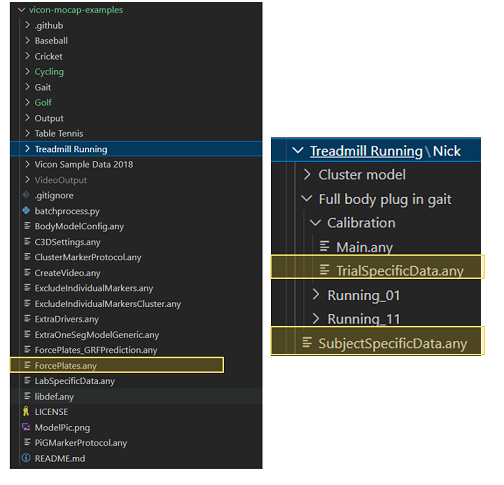 vicon-mocap-examples
.github
Baseball
Cricket
Cycling
Gait
Golf
Output
Table Tennis
Treadmill Running
Vicon Sample Data 2018
VideoOutput
.gitignore
batchprocess.py
BodyModelConfig.any
C3DSettings.any
ClusterMarkerProtocol.any
CreateVideo.any
ExcludeIndividualMarkers.any
ExcludeIndividualMarkersCluster.any
ExtraDrivers.any
ExtraOneSegModelGeneric.any
ForcePlates_GRFPrediction.any
ForcePlates.any
LabSpecificData.any
libdef.any
LICENSE
ModelPic.png
PiGMarkerProtocol.any
README.md
Treadmill Running\Nick
Cluster model
Full body plug in gait
Calibration
Main.any
TrialSpecificData.any
Running_01
Running_11
SubjectSpecificData.any